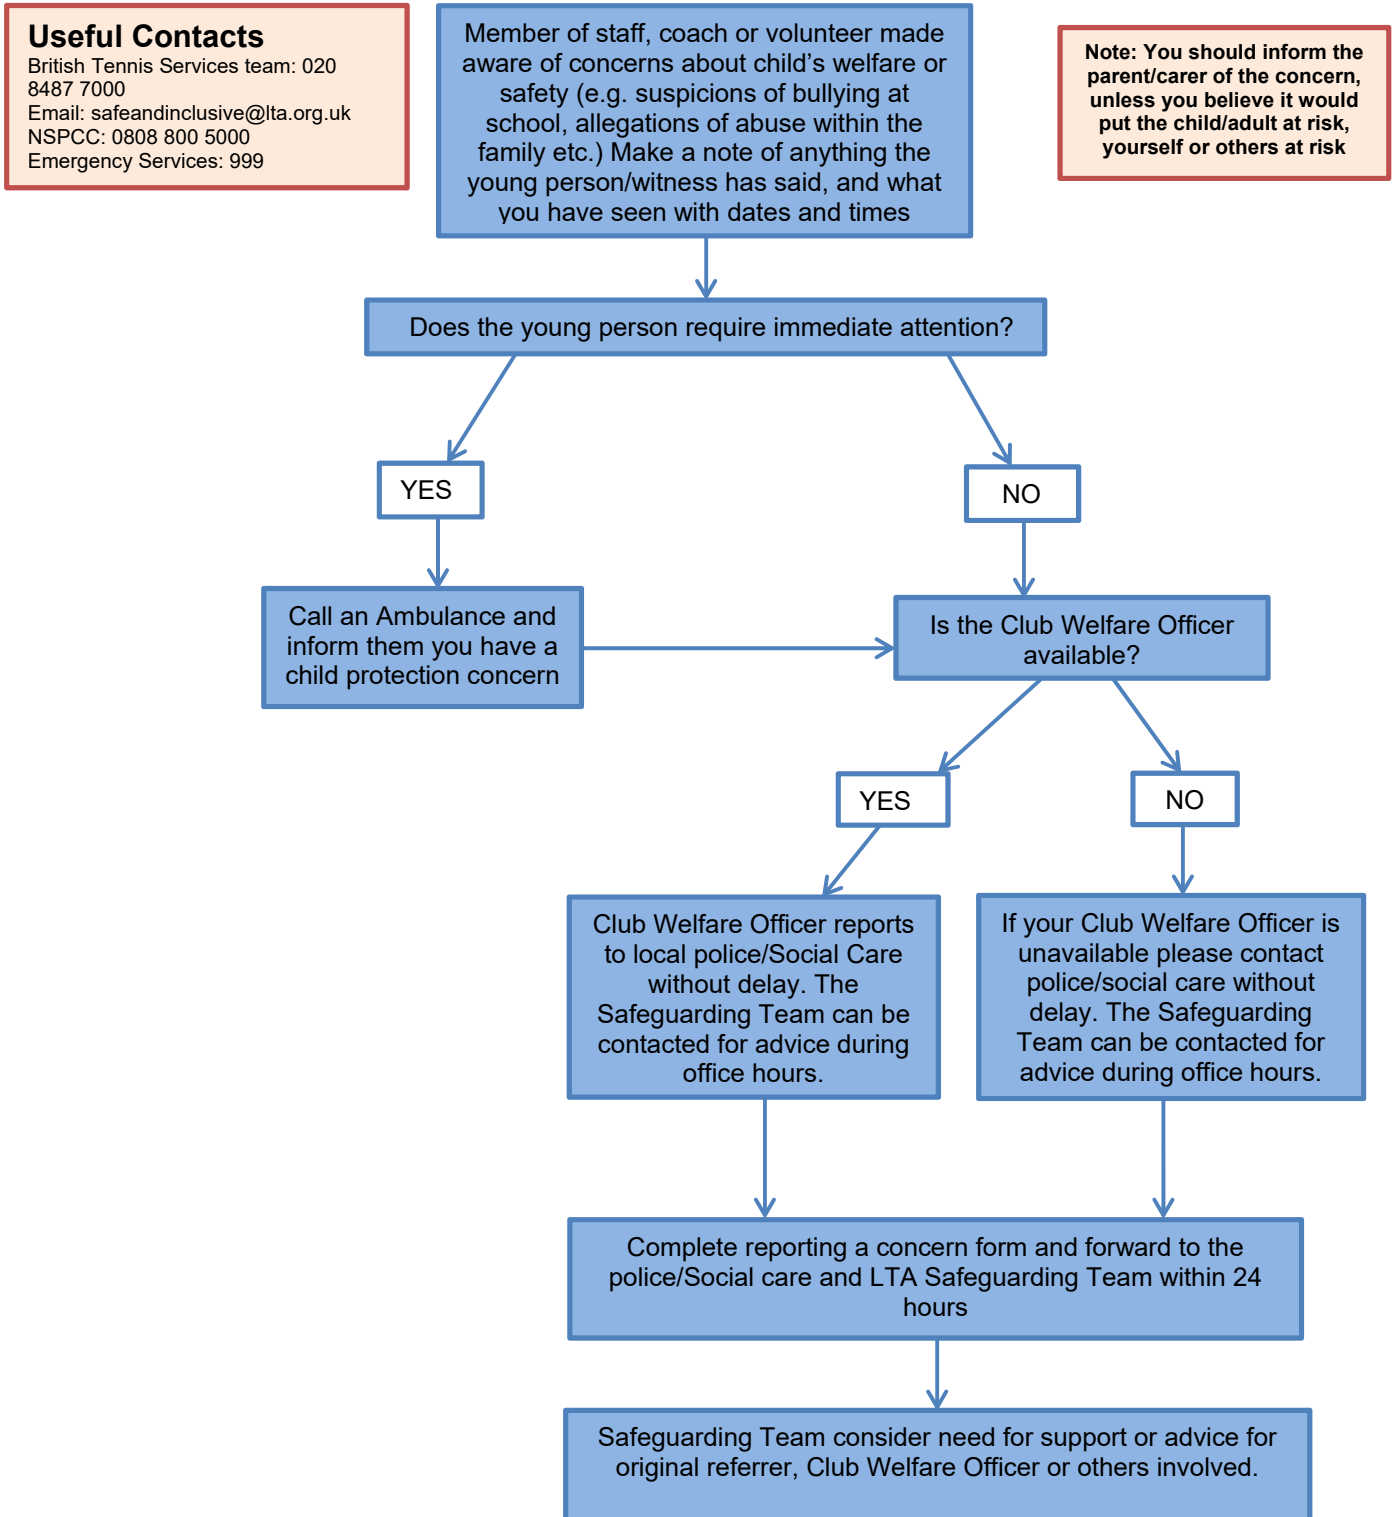 Useful Contacts
British Tennis Services team: 020
8487 7000
Email: safeandinclusive@lta.org.uk
NSPCC: 0808 800 5000
Emergency Services: 999
Member of staff, coach or volunteer made
aware of concerns about child’s welfare or
safety (e.g. suspicions of bullying at
school, allegations of abuse within the
family etc.) Make a note of anything the
young person/witness has said, and what
you have seen with dates and times
Note: You should inform the
parent/carer of the concern,
unless you believe it would
put the child/adult at risk,
yourself or others at risk
Does the young person require immediate attention?
YES
NO
Call an Ambulance and
inform them you have a
child protection concern
Is the Club Welfare Officer
available?
YES
NO
Club Welfare Officer reports
to local police/Social Care
without delay. The
Safeguarding Team can be
contacted for advice during
office hours.
If your Club Welfare Officer is
unavailable please contact
police/social care without
delay. The Safeguarding
Team can be contacted for
advice during office hours.
Complete reporting a concern form and forward to the
police/Social care and LTA Safeguarding Team within 24
hours
Safeguarding Team consider need for support or advice for
original referrer, Club Welfare Officer or others involved.